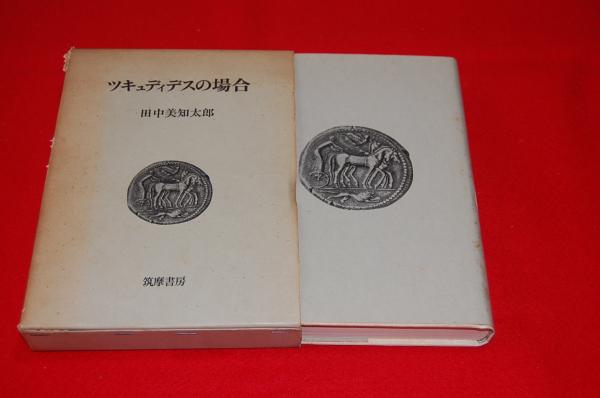 ツキュディデスの場合
田中美知太郎
筑摩書房